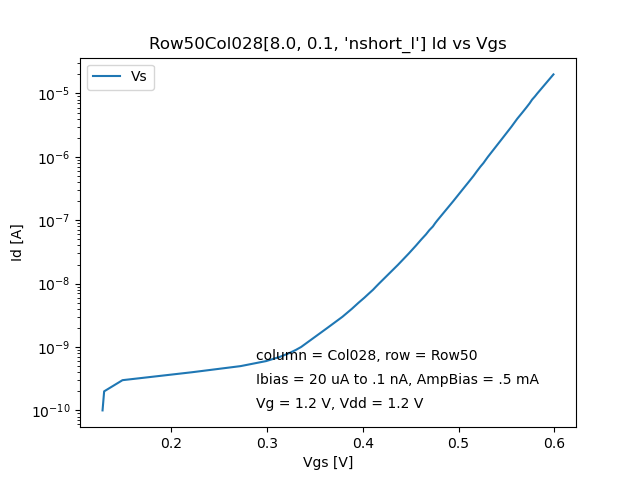 Row50Col028[8.0, 0.1, 'nshort_l'] Id vs Vgs
Vs
10⁻⁵
10⁻⁶
10⁻⁷
10⁻⁸
10⁻⁹
10⁻¹⁰
Id [A]
column = Col028, row = Row50
Ibias = 20 uA to .1 nA, AmpBias = .5 mA
Vg = 1.2 V, Vdd = 1.2 V
0.2 0.3 0.4 0.5 0.6
Vgs [V]